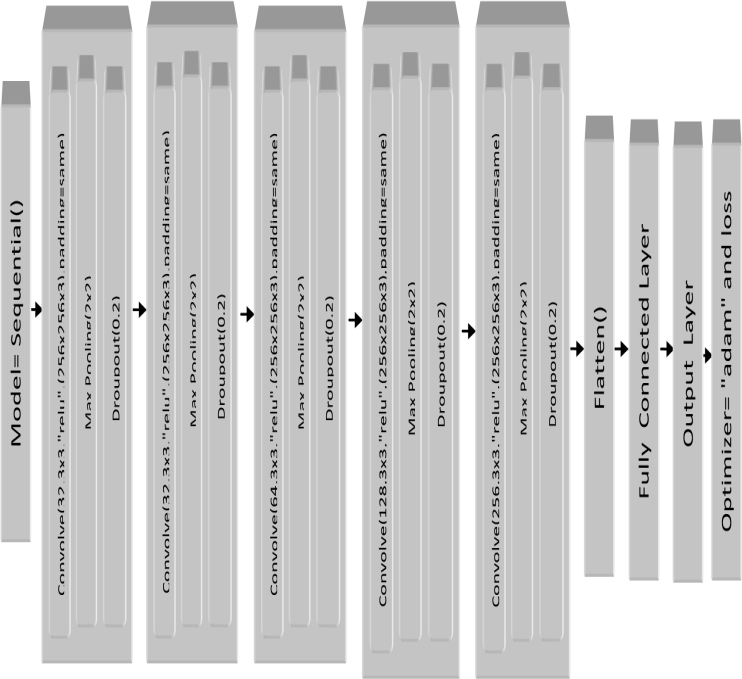 Model= Sequential()
Convolve(32,3x3,"relu",(256x256x3),padding=same)
Max Pooling(2x2)
Droupout(0.2)
Convolve(32,3x3,"relu",(256x256x3),padding=same)
Max Pooling(2x2)
Droupout(0.2)
Convolve(64,3x3,"relu",(256x256x3),padding=same)
Max Pooling(2x2)
Droupout(0.2)
Convolve(128,3x3,"relu",(256x256x3),padding=same)
Max Pooling(2x2)
Droupout(0.2)
Convolve(256,3x3,"relu",(256x256x3),padding=same)
Max Pooling(2x2)
Droupout(0.2)
Flatten()
Fully Connected Layer
Output Layer
Optimizer= "adam" and loss